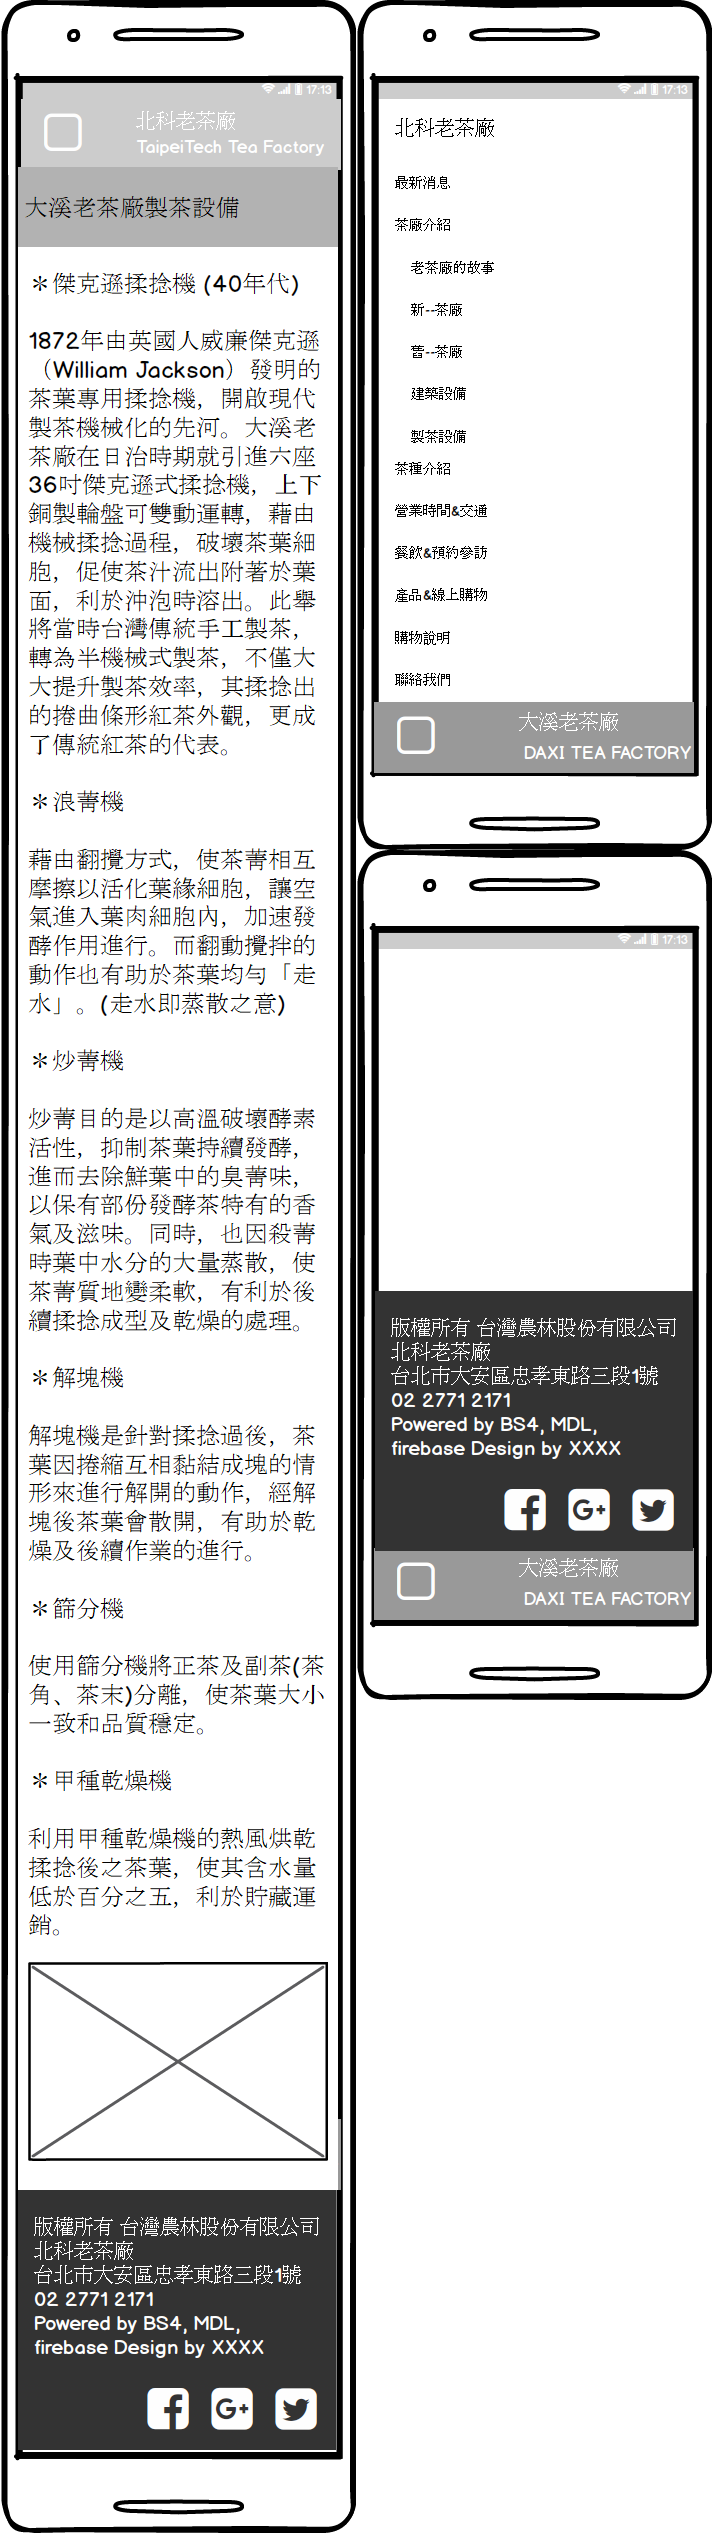 17:13
北科老茶廠
TaipeiTech Tea Factory
大溪老茶廠製茶設備
＊傑克遜揉捻機 (40年代)
1872年由英國人威廉傑克遜
（William Jackson）發明的
茶葉專用揉捻機，開啟現代
製茶機械化的先河。大溪老
茶廠在日治時期就引進六座
36吋傑克遜式揉捻機，上下
銅製輪盤可雙動運轉，藉由
機械揉捻過程，破壞茶葉細
胞，促使茶汁流出附著於葉
面，利於沖泡時溶出。此舉
將當時台灣傳統手工製茶，
轉為半機械式製茶，不僅大
大提升製茶效率，其揉捻出
的捲曲條形紅茶外觀，更成
了傳統紅茶的代表。
＊浪菁機
藉由翻攪方式，使茶菁相互
摩擦以活化葉緣細胞，讓空
氣進入葉肉細胞內，加速發
酵作用進行。而翻動攪拌的
動作也有助於茶葉均勻「走
水」。(走水即蒸散之意)
＊炒菁機
炒菁目的是以高溫破壞酵素
活性，抑制茶葉持續發酵，
進而去除鮮葉中的臭菁味，
以保有部份發酵茶特有的香
氣及滋味。同時，也因殺菁
時葉中水分的大量蒸散，使
茶菁質地變柔軟，有利於後
續揉捻成型及乾燥的處理。
＊解塊機
解塊機是針對揉捻過後，茶
葉因捲縮互相黏結成塊的情
形來進行解開的動作，經解
塊後茶葉會散開，有助於乾
燥及後續作業的進行。
＊篩分機
使用篩分機將正茶及副茶(茶
角、茶末)分離，使茶葉大小
一致和品質穩定。
＊甲種乾燥機
利用甲種乾燥機的熱風烘乾
揉捻後之茶葉，使其含水量
低於百分之五，利於貯藏運
銷。
版權所有 台灣農林股份有限公司
北科老茶廠
台北市大安區忠孝東路三段1號
02 2771 2171
Powered by BS4, MDL,
firebase Design by XXXX
17:13
北科老茶廠
最新消息
茶廠介紹
老茶廠的故事
新--茶廠
舊--茶廠
建築設備
製茶設備
茶種介紹
營業時間&交通
餐飲&預約參訪
產品&線上購物
購物說明
聯絡我們
大溪老茶廠
DAXI TEA FACTORY
17:13
版權所有 台灣農林股份有限公司
北科老茶廠
台北市大安區忠孝東路三段1號
02 2771 2171
Powered by BS4, MDL,
firebase Design by XXXX
大溪老茶廠
DAXI TEA FACTORY